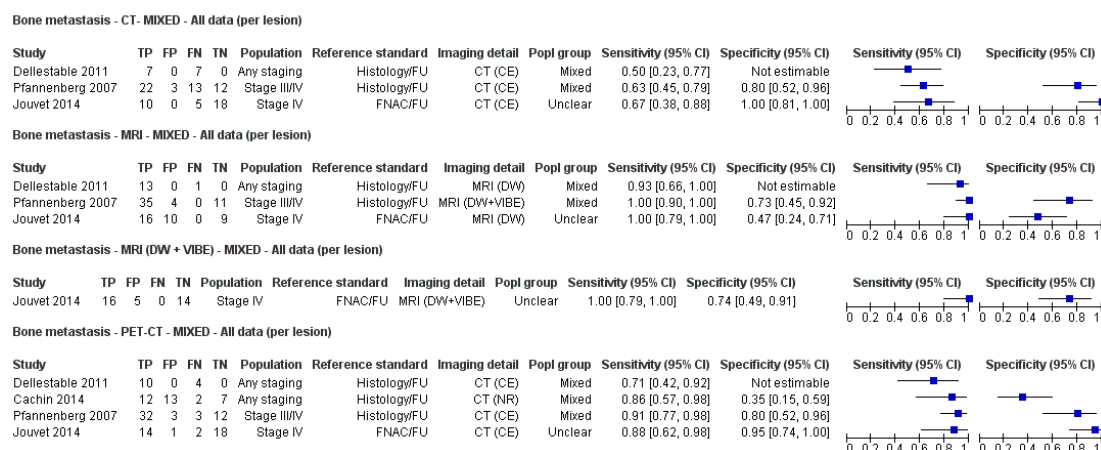 Bone metastasis - CT- MIXED - All data (per lesion)
Study TP FP FN TN Population Reference standard Imaging detail Popl group Sensitivity (95% CI) Specificity (95% CI) Sensitivity (95% CI) Specificity (95% CI)
Dellestable 2011 7 0 7 0 Any staging Histology/FU CT (CE) Mixed 0.50 [0.23, 0.77] Not estimable
Pfannenberg 2007 22 3 13 12 Stage III/IV Histology/FU CT (CE) Mixed 0.63 [0.45, 0.79] 0.80 [0.52, 0.96]
Jouvet 2014 10 0 5 18 Stage IV FNAC/FU CT (CE) Unclear 0.67 [0.38, 0.88] 1.00 [0.81, 1.00]
0 0.2 0.4 0.6 0.8 1 0 0.2 0.4 0.6 0.8 1
Bone metastasis - MRI - MIXED - All data (per lesion)
Study TP FP FN TN Population Reference standard Imaging detail Popl group Sensitivity (95% CI) Specificity (95% CI) Sensitivity (95% CI) Specificity (95% CI)
Dellestable 2011 13 0 1 0 Any staging Histology/FU MRI (DW) Mixed 0.93 [0.66, 1.00] Not estimable
Pfannenberg 2007 35 4 0 11 Stage III/IV Histology/FU MRI (DW+VIBE) Mixed 1.00 [0.90, 1.00] 0.73 [0.45, 0.92]
Jouvet 2014 16 10 0 9 Stage IV FNAC/FU MRI (DW) Unclear 1.00 [0.79, 1.00] 0.47 [0.24, 0.71]
0 0.2 0.4 0.6 0.8 1 0 0.2 0.4 0.6 0.8 1
Bone metastasis - MRI (DW + VIBE) - MIXED - All data (per lesion)
Study TP FP FN TN Population Reference standard Imaging detail Popl group Sensitivity (95% CI) Specificity (95% CI) Sensitivity (95% CI) Specificity (95% CI)
Jouvet 2014 16 5 0 14 Stage IV FNAC/FU MRI (DW+VIBE) Unclear 1.00 [0.79, 1.00] 0.74 [0.49, 0.91]
0 0.2 0.4 0.6 0.8 1 0 0.2 0.4 0.6 0.8 1
Bone metastasis - PET-CT - MIXED - All data (per lesion)
Study TP FP FN TN Population Reference standard Imaging detail Popl group Sensitivity (95% CI) Specificity (95% CI) Sensitivity (95% CI) Specificity (95% CI)
Dellestable 2011 10 0 4 0 Any staging Histology/FU CT (CE) Mixed 0.71 [0.42, 0.92] Not estimable
Cachin 2014 12 13 2 7 Any staging Histology/FU CT (NR) Mixed 0.86 [0.57, 0.98] 0.35 [0.15, 0.59]
Pfannenberg 2007 32 3 3 12 Stage III/IV Histology/FU CT (CE) Mixed 0.91 [0.77, 0.98] 0.80 [0.52, 0.96]
Jouvet 2014 14 1 2 18 Stage IV FNAC/FU CT (CE) Unclear 0.88 [0.62, 0.98] 0.95 [0.74, 1.00]
0 0.2 0.4 0.6 0.8 1 0 0.2 0.4 0.6 0.8 1